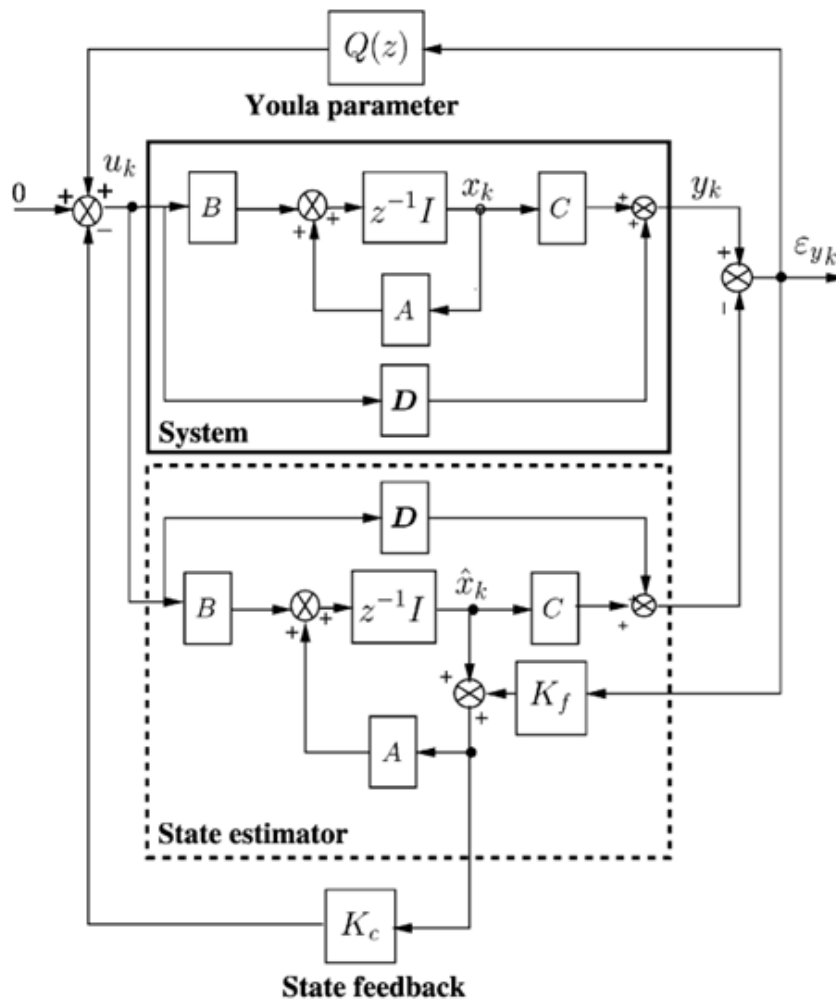 Q(z)
Youla parameter
0
+
+
+
−
u_k
B
+
+
z^{-1}I
x_k
C
+
+
y_k
A
D
System
+
−
ε_{y_k}
D
B
+
+
z^{-1}I
x̂_k
C
+
+
+
+
K_f
A
State estimator
K_c
State feedback